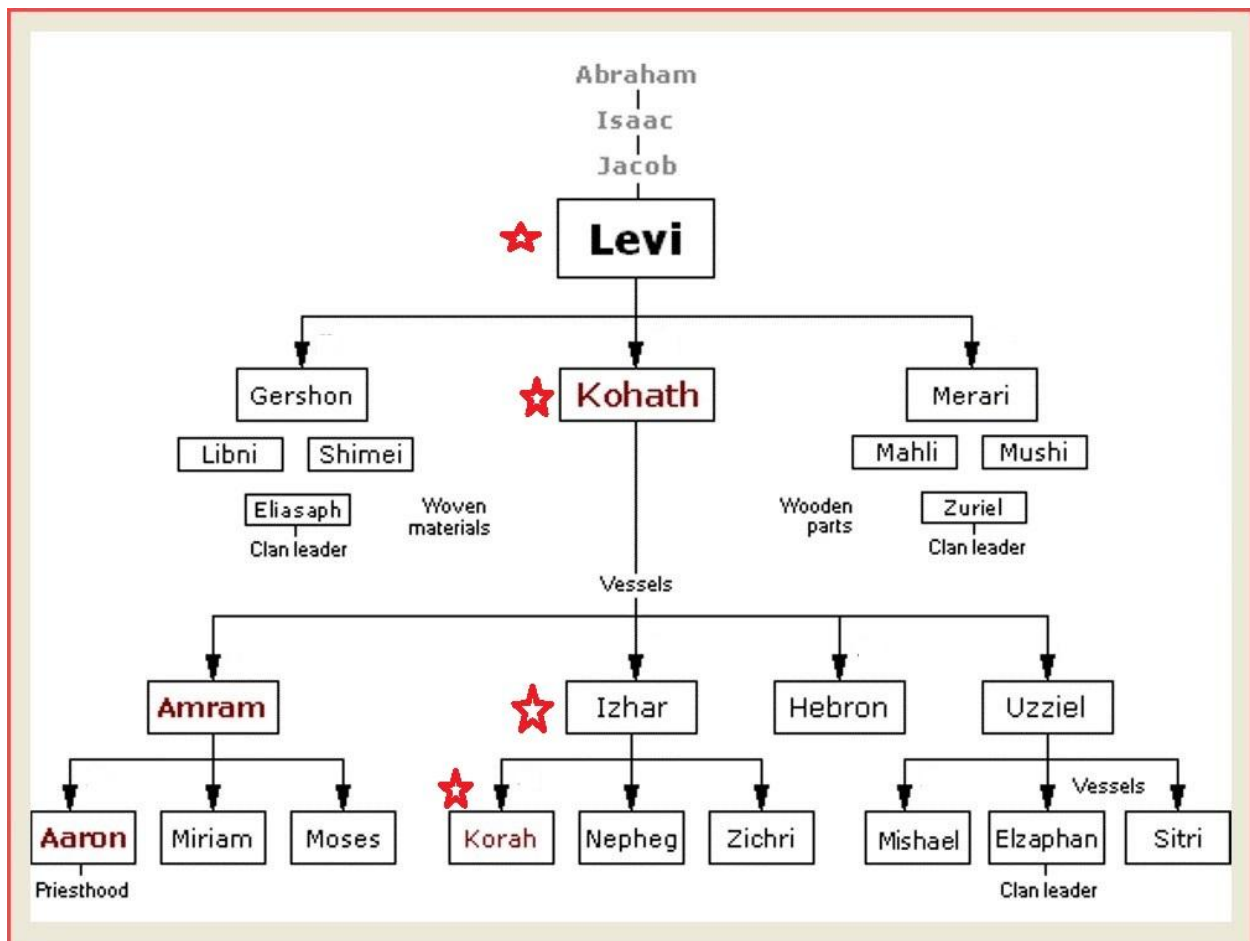 Abraham
Isaac
Jacob
Levi
Gershon
Kohath
Merari
Libni
Shimei
Mahli
Mushi
Eliasaph
Clan leader
Woven
materials
Wooden
parts
Zuriel
Clan leader
Vessels
Amram
Izhar
Hebron
Uzziel
Vessels
Aaron
Miriam
Moses
Korah
Nepheg
Zichri
Mishael
Elzaphan
Sitri
Priesthood
Clan leader